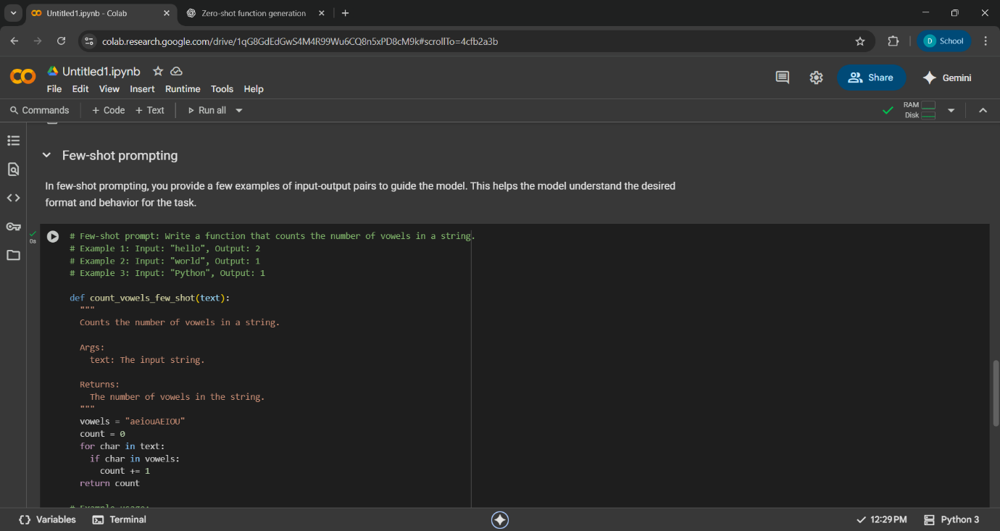 Untitled1.ipynb - Colab
Zero-shot function generation
colab.research.google.com/drive/1qG8GdEdGwS4M4R99Wu6CQ8n5xPD8cM9k#scrollTo=4cfb2a3b
D School
Untitled1.ipynb
Share
Gemini
File Edit View Insert Runtime Tools Help
Commands + Code + Text Run all
RAM
Disk
Few-shot prompting
In few-shot prompting, you provide a few examples of input-output pairs to guide the model. This helps the model understand the desired
format and behavior for the task.
0s
# Few-shot prompt: Write a function that counts the number of vowels in a string.
# Example 1: Input: "hello", Output: 2
# Example 2: Input: "world", Output: 1
# Example 3: Input: "Python", Output: 1
def count_vowels_few_shot(text):
"""
Counts the number of vowels in a string.
Args:
text: The input string.
Returns:
The number of vowels in the string.
"""
vowels = "aeiouAEIOU"
count = 0
for char in text:
if char in vowels:
count += 1
return count
# Example usage:
{} Variables Terminal
12:29 PM Python 3